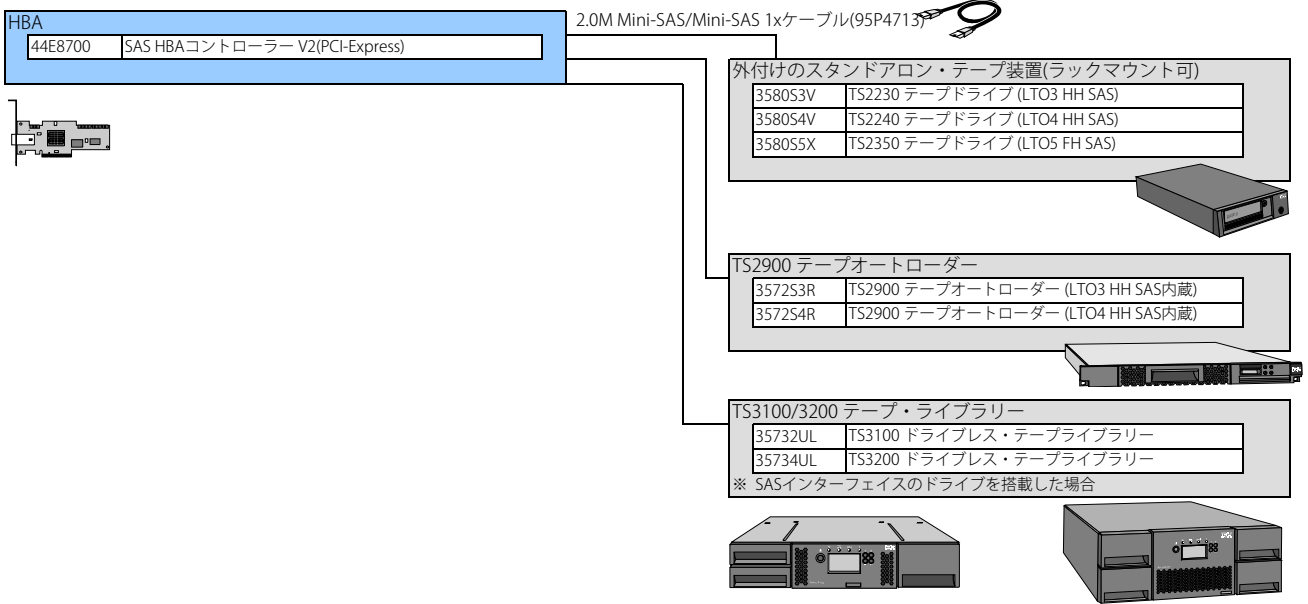 HBA
2.0M Mini-SAS/Mini-SAS 1xケーブル(95P4713)
44E8700 SAS HBAコントローラー V2(PCI-Express)
外付けのスタンドアロン・テープ装置(ラックマウント可)
3580S3V TS2230 テープドライブ (LTO3 HH SAS)
3580S4V TS2240 テープドライブ (LTO4 HH SAS)
3580S5X TS2350 テープドライブ (LTO5 FH SAS)
TS2900 テープオートローダー
3572S3R TS2900 テープオートローダー (LTO3 HH SAS内蔵)
3572S4R TS2900 テープオートローダー (LTO4 HH SAS内蔵)
TS3100/3200 テープ・ライブラリー
35732UL TS3100 ドライブレス・テープライブラリー
35734UL TS3200 ドライブレス・テープライブラリー
※ SASインターフェイスのドライブを搭載した場合